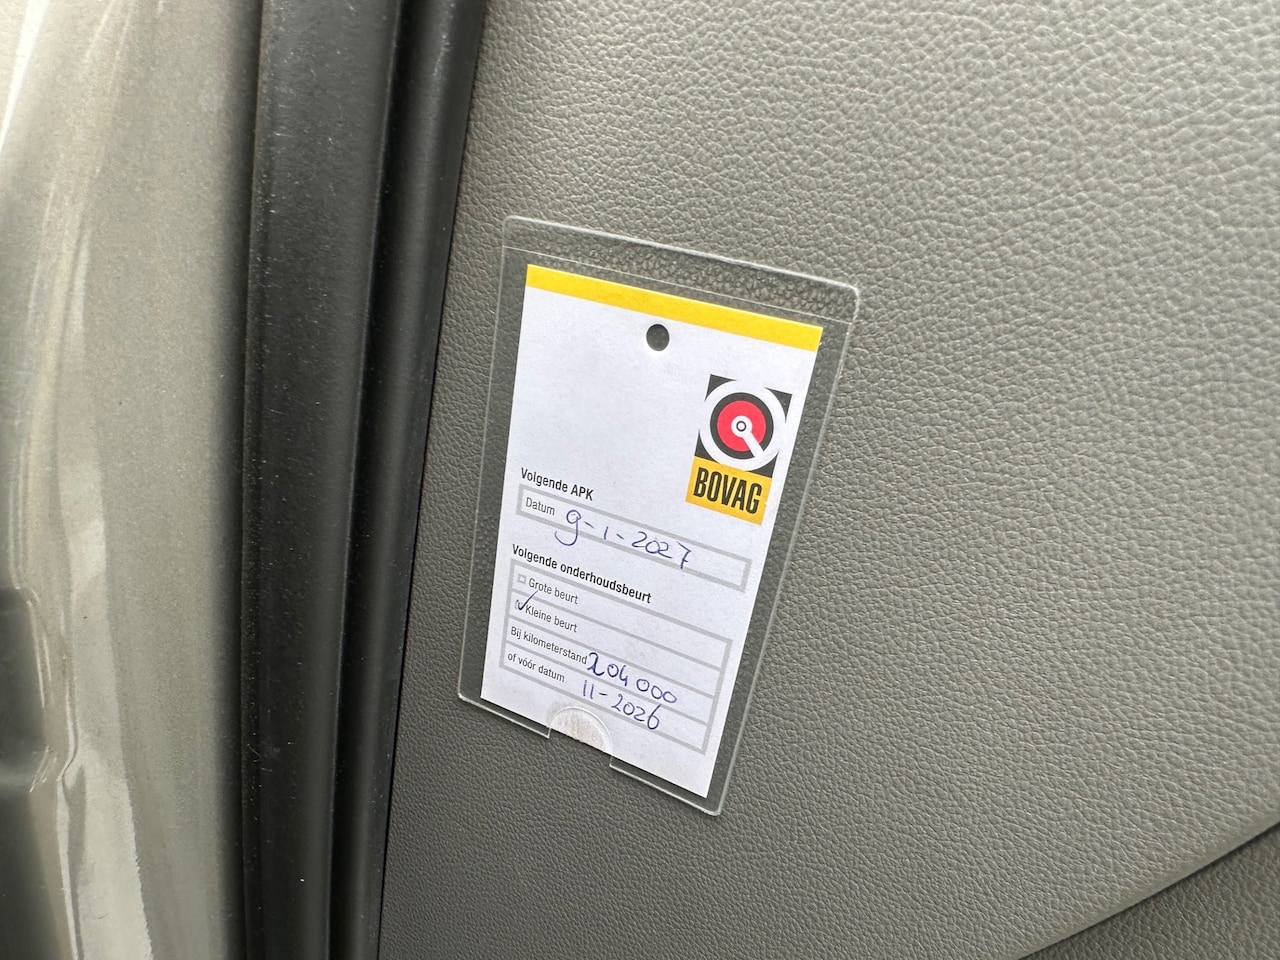 BOVAG
Volgende APK
Datum 9-1-2027
Volgende onderhoudsbeurt
Grote beurt
Kleine beurt
Bij kilometerstand 204 000
of vóór datum 11-2026